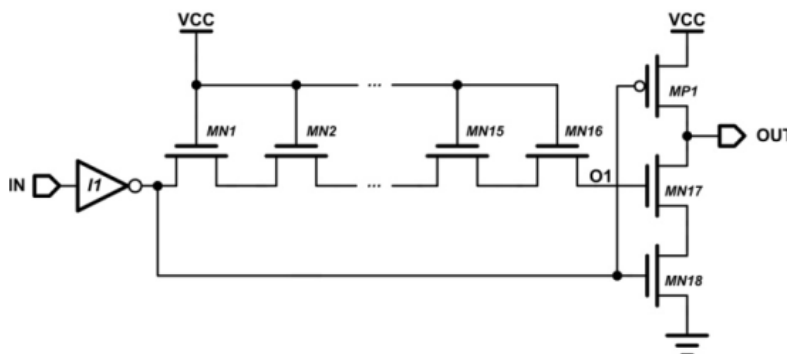 VCC VCC
... MP1
MN1 MN2 MN15 MN16
OUT
IN I1 ... O1 MN17
MN18